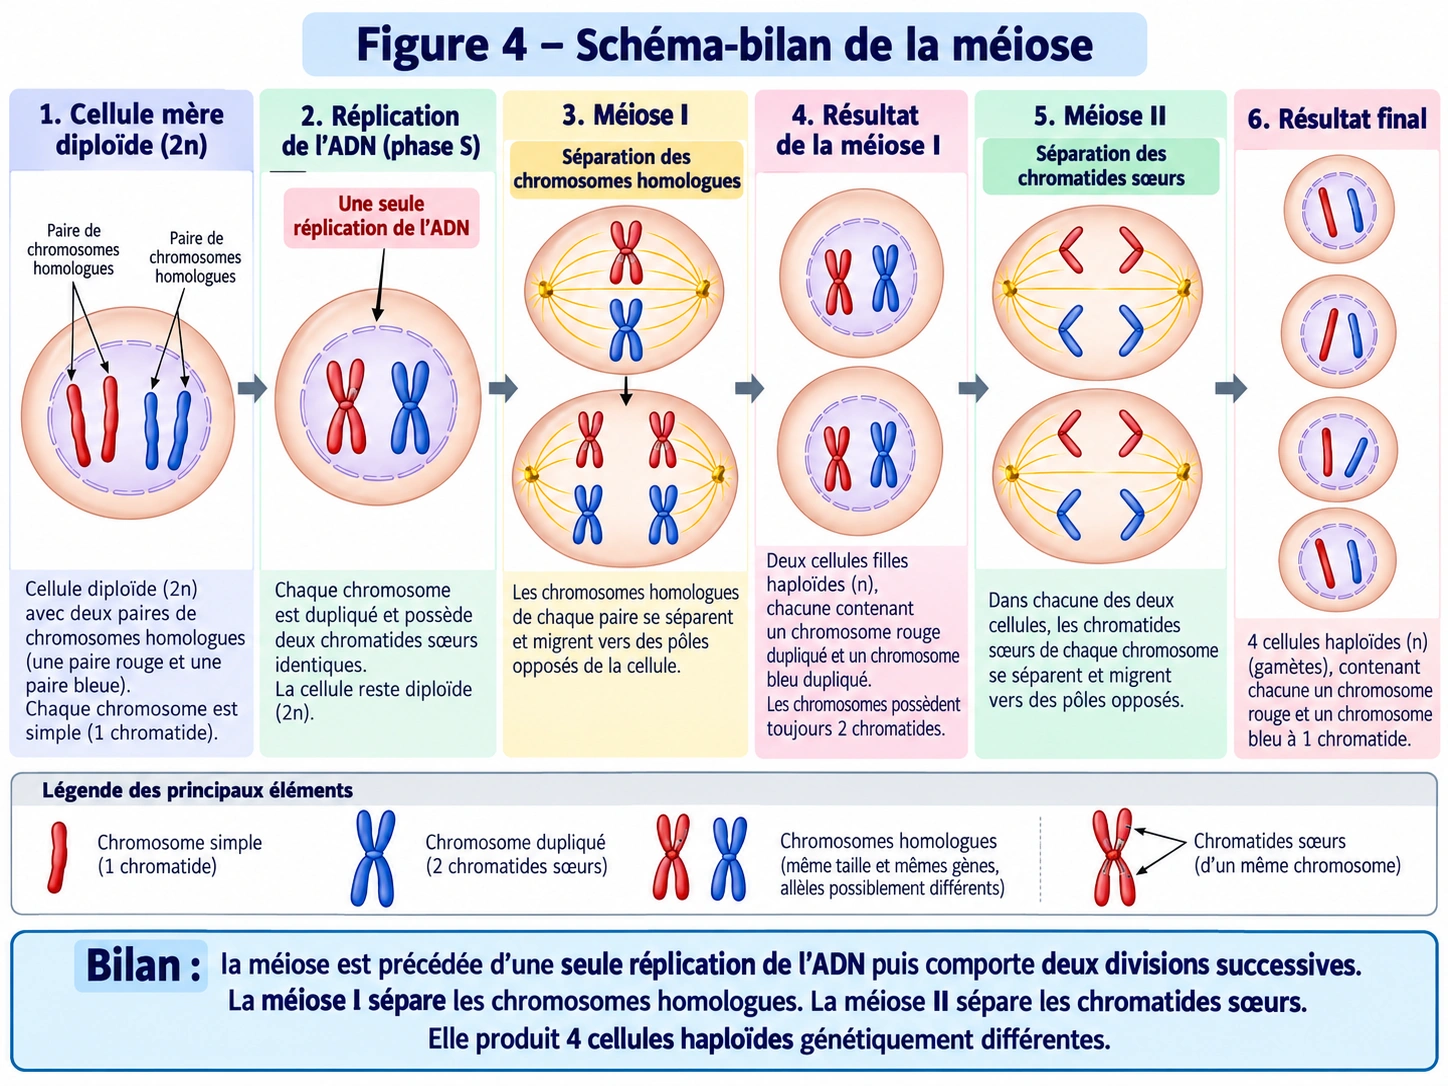 Figure 4 – Schéma-bilan de la méiose
1. Cellule mère
diploïde (2n)
Paire de
chromosomes
homologues
Paire de
chromosomes
homologues
Cellule diploïde (2n)
avec deux paires de
chromosomes homologues
(une paire rouge et une
paire bleue).
Chaque chromosome est
simple (1 chromatide).
2. Réplication
de l'ADN (phase S)
Une seule
réplication de l'ADN
Chaque chromosome
est dupliqué et possède
deux chromatides sœurs
identiques.
La cellule reste diploïde
(2n).
3. Méiose I
Séparation des
chromosomes homologues
Les chromosomes homologues
de chaque paire se séparent
et migrent vers des pôles
opposés de la cellule.
4. Résultat
de la méiose I
Deux cellules filles
haploïdes (n),
chacune contenant
un chromosome rouge
dupliqué et un chromosome
bleu dupliqué.
Les chromosomes possèdent
toujours 2 chromatides.
5. Méiose II
Séparation des
chromatides sœurs
Dans chacune des deux
cellules, les chromatides
sœurs de chaque chromosome
se séparent et migrent
vers des pôles opposés.
6. Résultat final
4 cellules haploïdes (n)
(gamètes), contenant
chacune un chromosome
rouge et un chromosome
bleu à 1 chromatide.
Légende des principaux éléments
Chromosome simple
(1 chromatide)
Chromosome dupliqué
(2 chromatides sœurs)
Chromosomes homologues
(même taille et mêmes gènes,
allèles possiblement différents)
Chromatides sœurs
(d'un même chromosome)
Bilan : la méiose est précédée d'une seule réplication de l'ADN puis comporte deux divisions successives.
La méiose I sépare les chromosomes homologues. La méiose II sépare les chromatides sœurs.
Elle produit 4 cellules haploïdes génétiquement différentes.